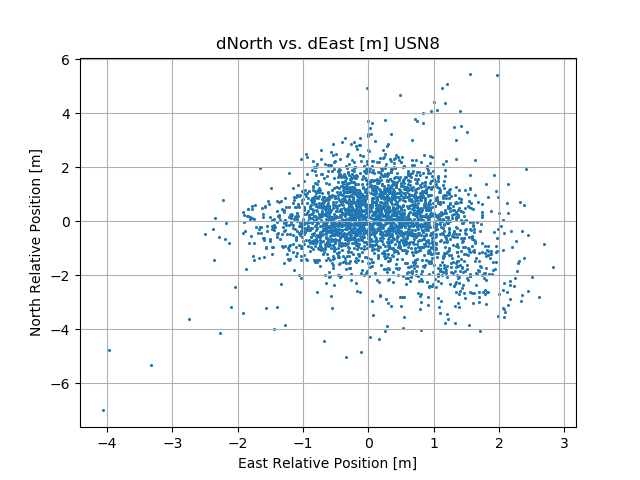 dNorth vs. dEast [m] USN8
North Relative Position [m]
6
4
2
0
−2
−4
−6
−4 −3 −2 −1 0 1 2 3
East Relative Position [m]